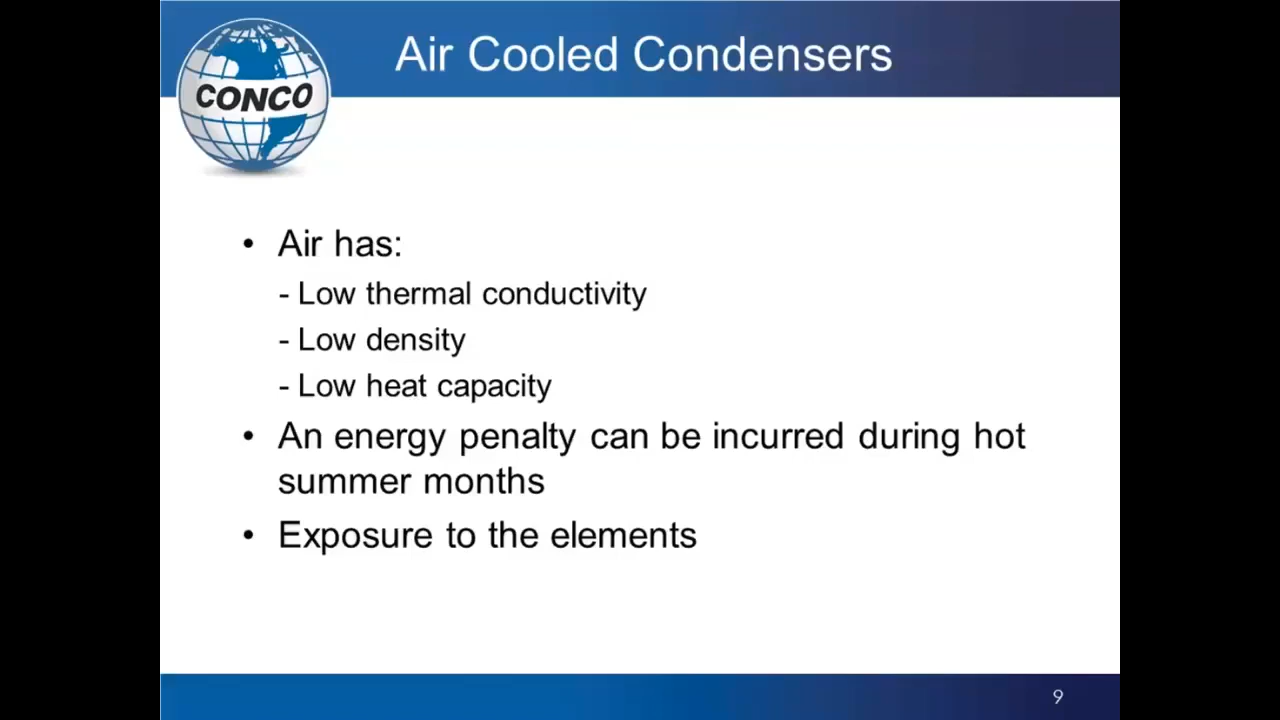 Air Cooled Condensers
CONCO
• Air has:
- Low thermal conductivity
- Low density
- Low heat capacity
• An energy penalty can be incurred during hot
summer months
• Exposure to the elements
9